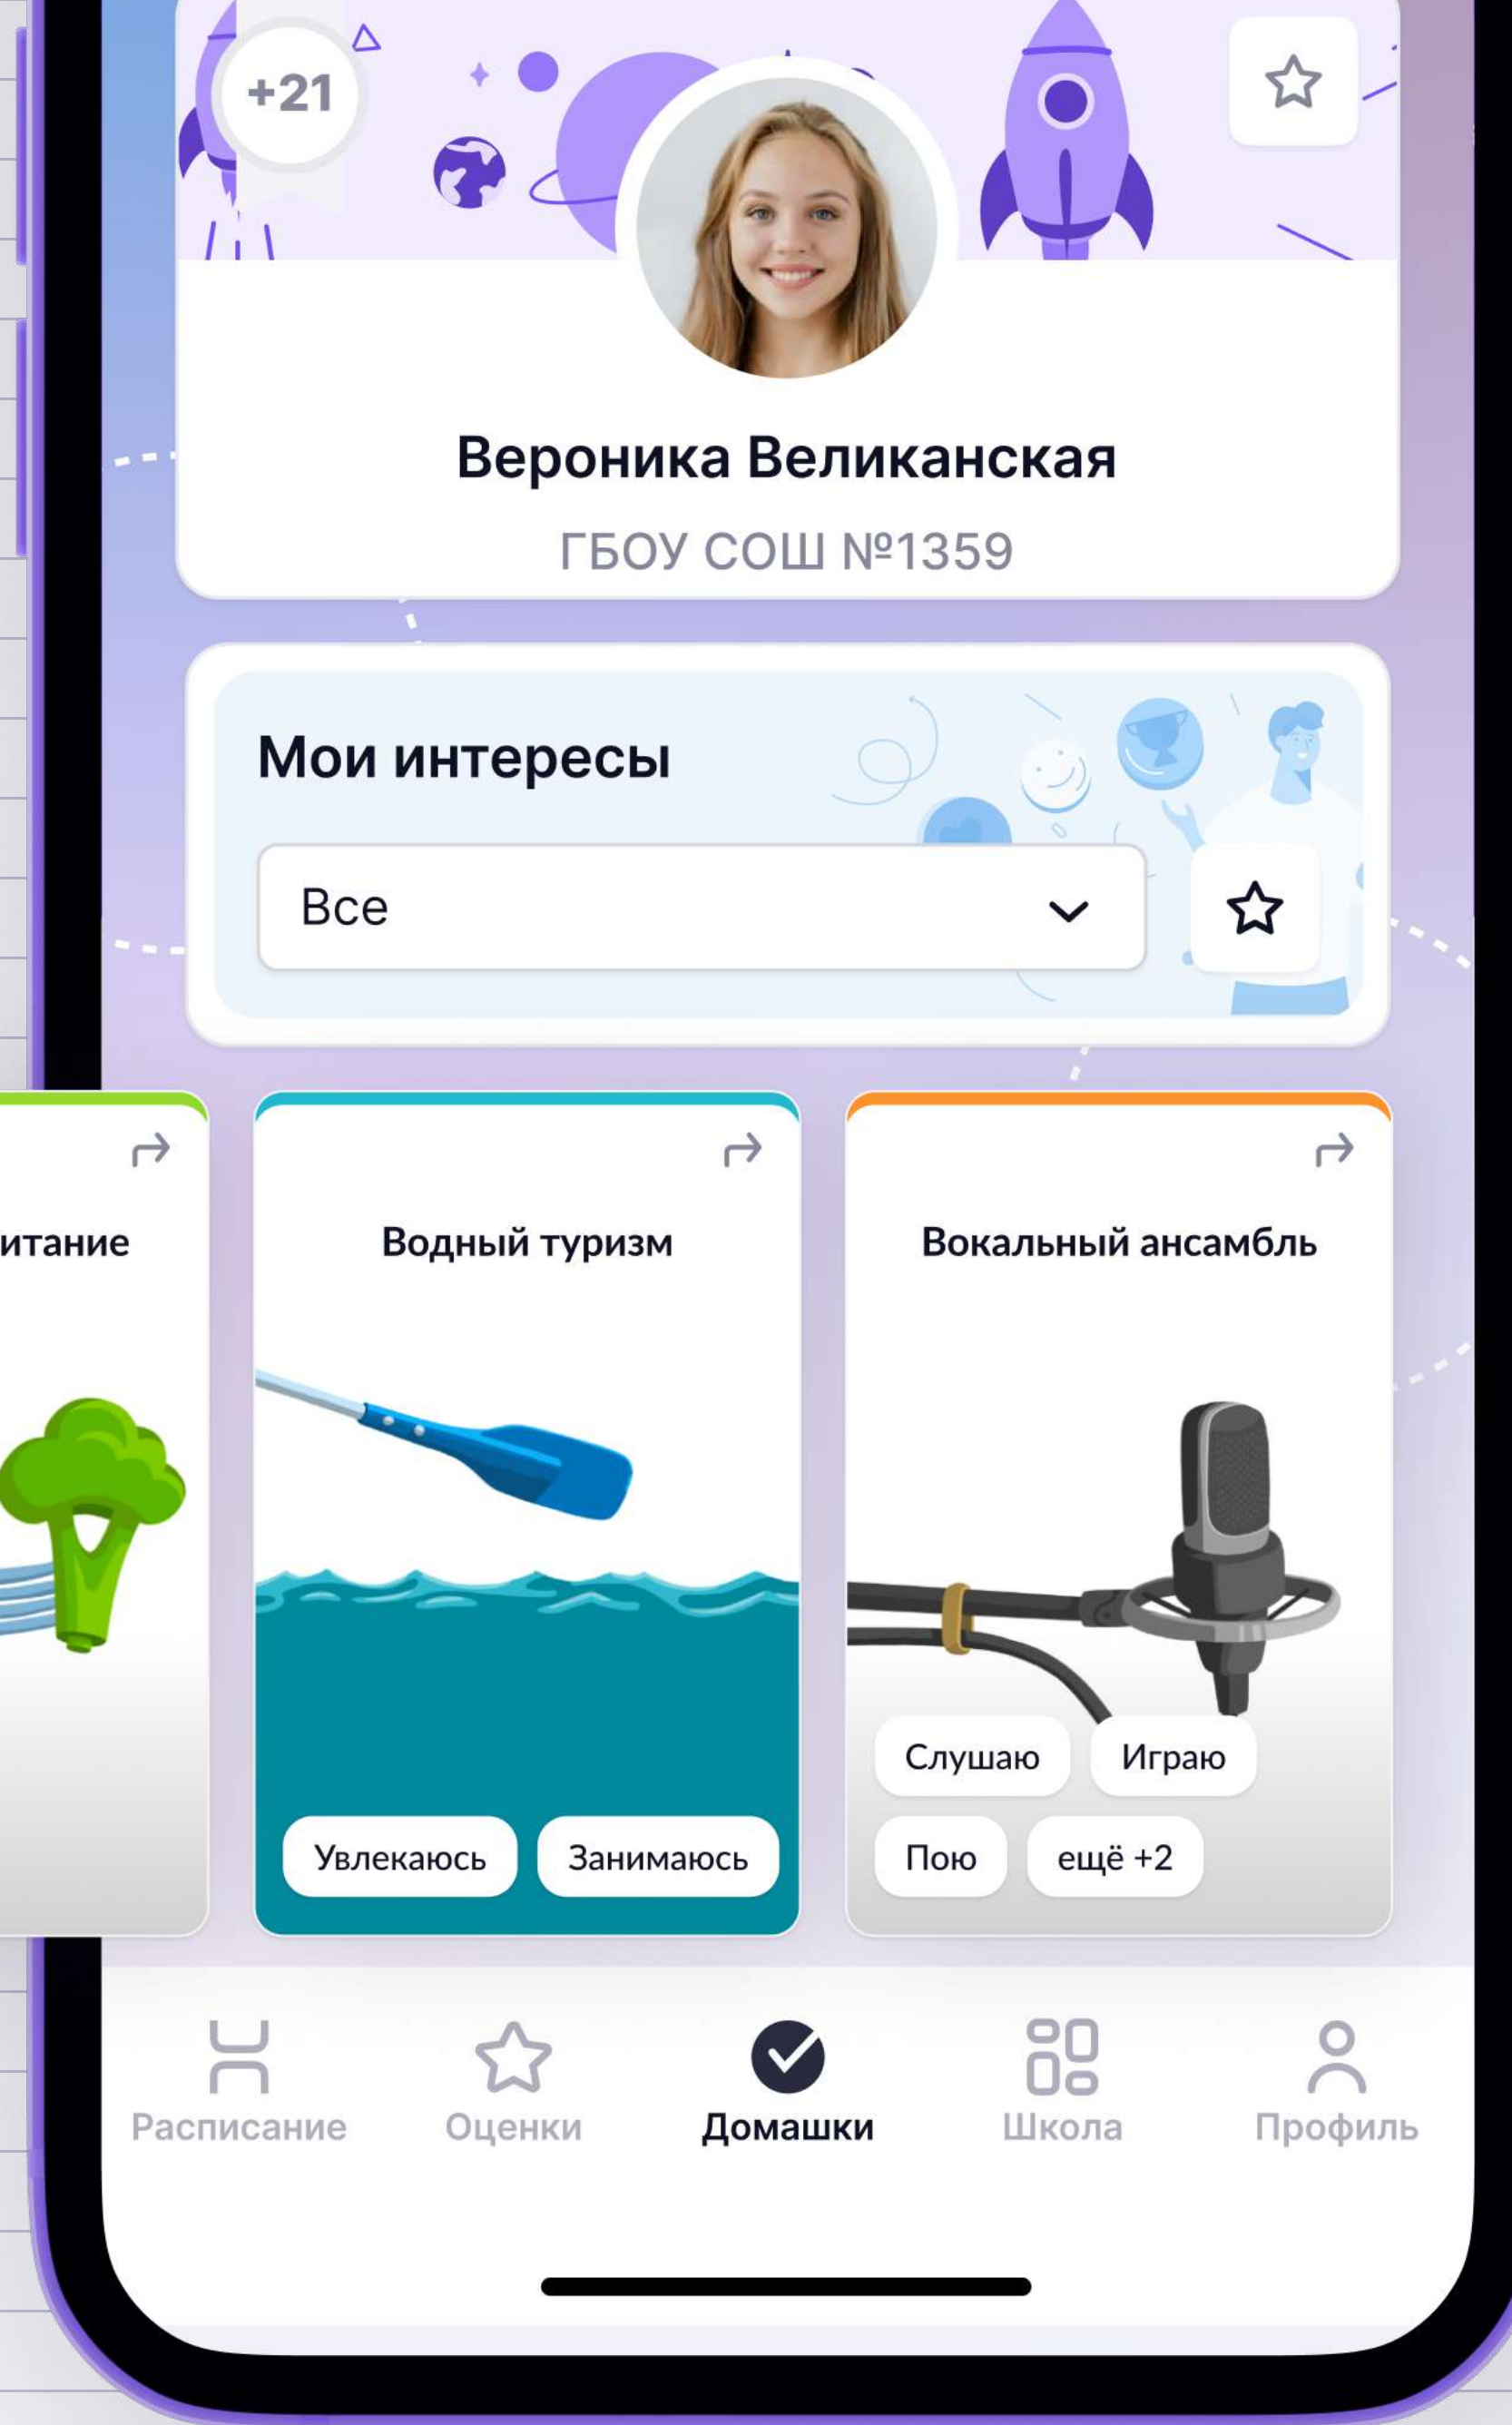 +21
Вероника Великанская
ГБОУ СОШ №1359
Мои интересы
Все
итание
Водный туризм
Вокальный ансамбль
Слушаю
Играю
Увлекаюсь
Занимаюсь
Пою
ещё +2
Расписание
Оценки
Домашки
Школа
Профиль